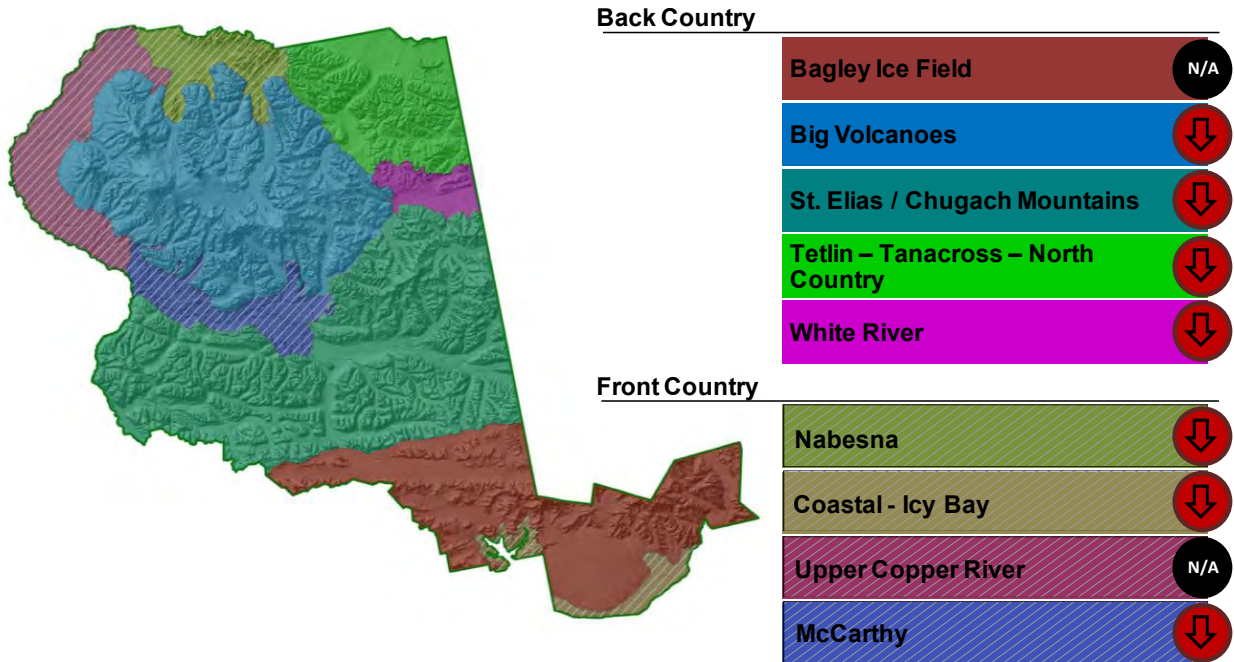 Back Country
Bagley Ice Field
N/A
Big Volcanoes
St. Elias / Chugach Mountains
Tetlin – Tanacross – North
Country
White River
Front Country
Nabesna
Coastal - Icy Bay
Upper Copper River
N/A
McCarthy